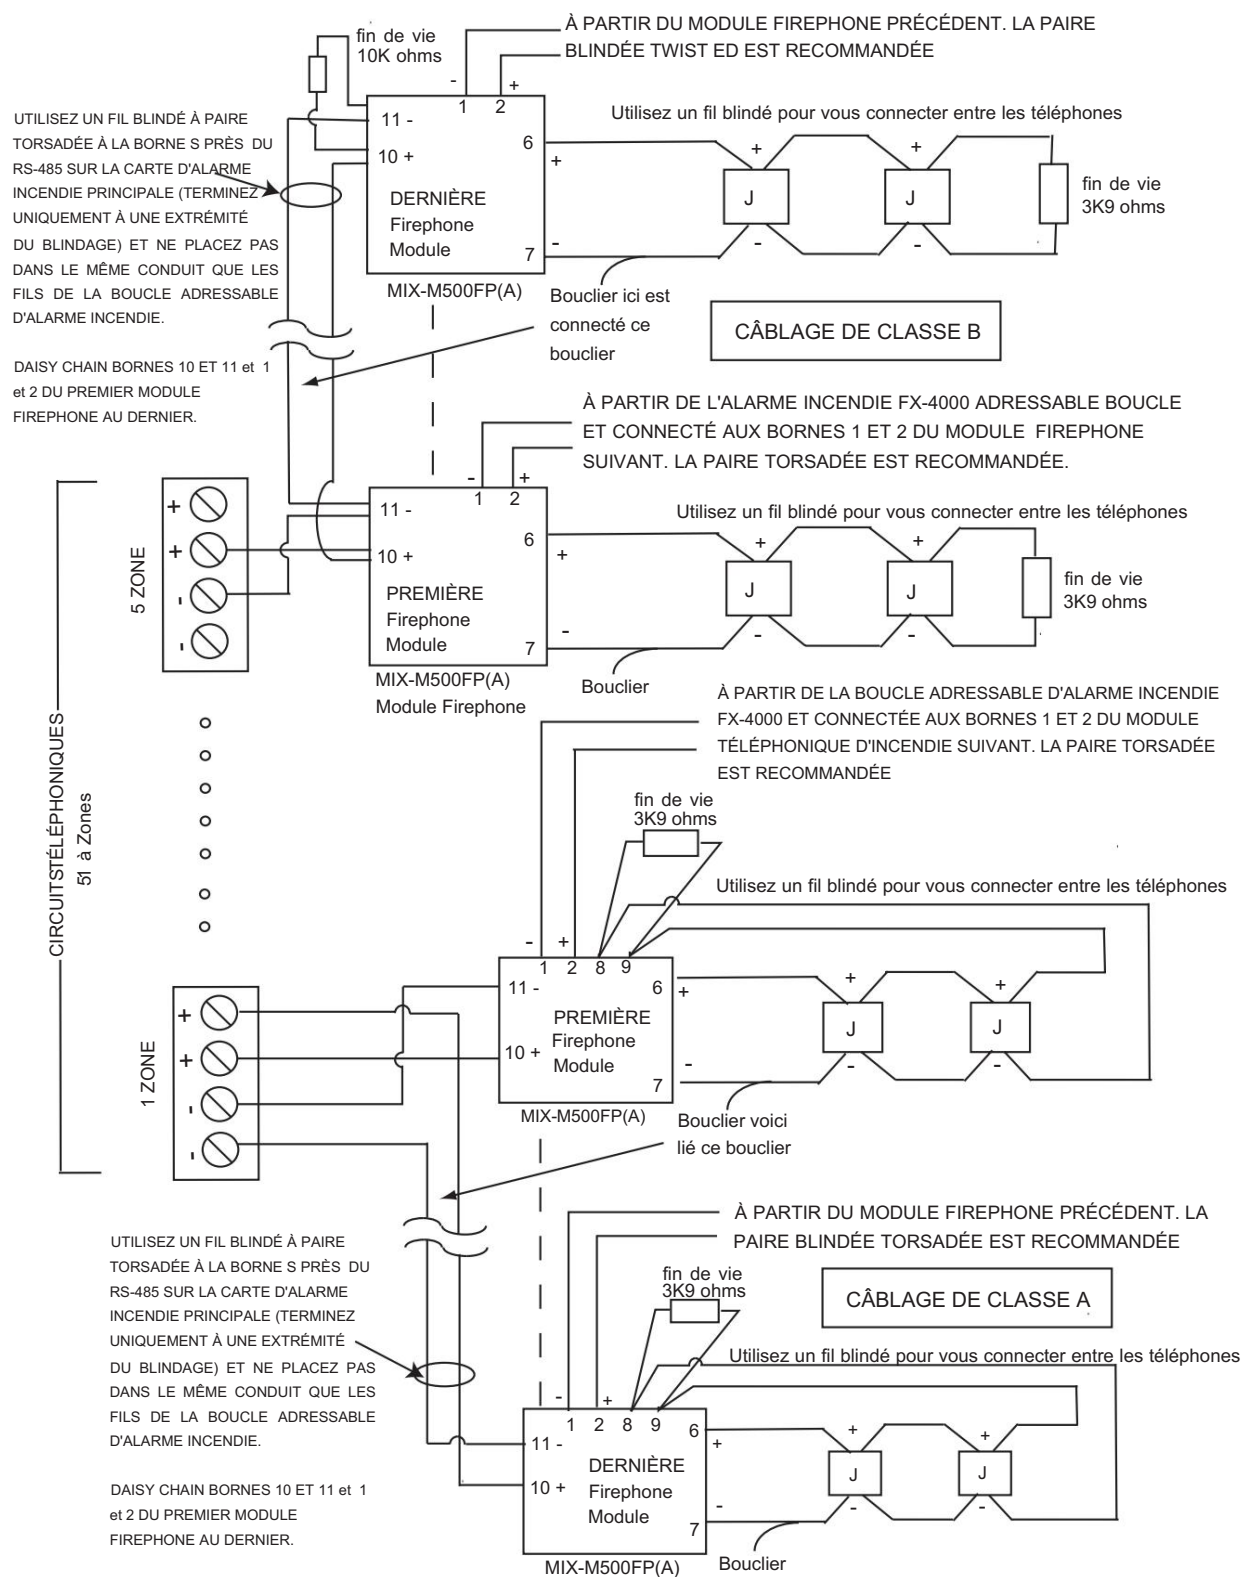 À PARTIR DU MODULE FIREPHONE PRÉCÉDENT. LA PAIRE
BLINDÉE TWIST ED EST RECOMMANDÉE
fin de vie
10K ohms
- +
1 2
11 -
10 +
6
+
DERNIÈRE
Firephone
Module
7
-
MIX-M500FP(A)
Utilisez un fil blindé pour vous connecter entre les téléphones
+ +
J J
- -
fin de vie
3K9 ohms
UTILISEZ UN FIL BLINDÉ À PAIRE
TORSADÉE À LA BORNE S PRÈS DU
RS-485 SUR LA CARTE D'ALARME
INCENDIE PRINCIPALE (TERMINEZ
UNIQUEMENT À UNE EXTRÉMITÉ
DU BLINDAGE) ET NE PLACEZ PAS
DANS LE MÊME CONDUIT QUE LES
FILS DE LA BOUCLE ADRESSABLE
D'ALARME INCENDIE.
DAISY CHAIN BORNES 10 ET 11 et 1
et 2 DU PREMIER MODULE
FIREPHONE AU DERNIER.
Bouclier ici est
connecté ce
bouclier
CÂBLAGE DE CLASSE B
À PARTIR DE L'ALARME INCENDIE FX-4000 ADRESSABLE BOUCLE
ET CONNECTÉ AUX BORNES 1 ET 2 DU MODULE FIREPHONE
SUIVANT. LA PAIRE TORSADÉE EST RECOMMANDÉE.
- +
1 2
11 -
10 +
6
+
PREMIÈRE
Firephone
Module
7
-
MIX-M500FP(A)
Module Firephone
Bouclier
Utilisez un fil blindé pour vous connecter entre les téléphones
+ +
J J
- -
fin de vie
3K9 ohms
5 ZONE
+
+
-
-
CIRCUITSTÉLÉPHONIQUES
51 à Zones
À PARTIR DE LA BOUCLE ADRESSABLE D'ALARME INCENDIE
FX-4000 ET CONNECTÉE AUX BORNES 1 ET 2 DU MODULE
TÉLÉPHONIQUE D'INCENDIE SUIVANT. LA PAIRE TORSADÉE
EST RECOMMANDÉE
fin de vie
3K9 ohms
Utilisez un fil blindé pour vous connecter entre les téléphones
- +
1 2 8 9
11 -
10 +
6
+
PREMIÈRE
Firephone
Module
7
-
MIX-M500FP(A)
+ +
J J
- -
1 ZONE
+
+
-
-
Bouclier voici
lié ce bouclier
À PARTIR DU MODULE FIREPHONE PRÉCÉDENT. LA
PAIRE BLINDÉE TORSADÉE EST RECOMMANDÉE
fin de vie
3K9 ohms
CÂBLAGE DE CLASSE A
Utilisez un fil blindé pour vous connecter entre les téléphones
UTILISEZ UN FIL BLINDÉ À PAIRE
TORSADÉE À LA BORNE S PRÈS DU
RS-485 SUR LA CARTE D'ALARME
INCENDIE PRINCIPALE (TERMINEZ
UNIQUEMENT À UNE EXTRÉMITÉ
DU BLINDAGE) ET NE PLACEZ PAS
DANS LE MÊME CONDUIT QUE LES
FILS DE LA BOUCLE ADRESSABLE
D'ALARME INCENDIE.
DAISY CHAIN BORNES 10 ET 11 et 1
et 2 DU PREMIER MODULE
FIREPHONE AU DERNIER.
- +
1 2 8 9
11 -
10 +
6
+
DERNIÈRE
Firephone
Module
7
-
MIX-M500FP(A)
Bouclier
+ +
J J
- -